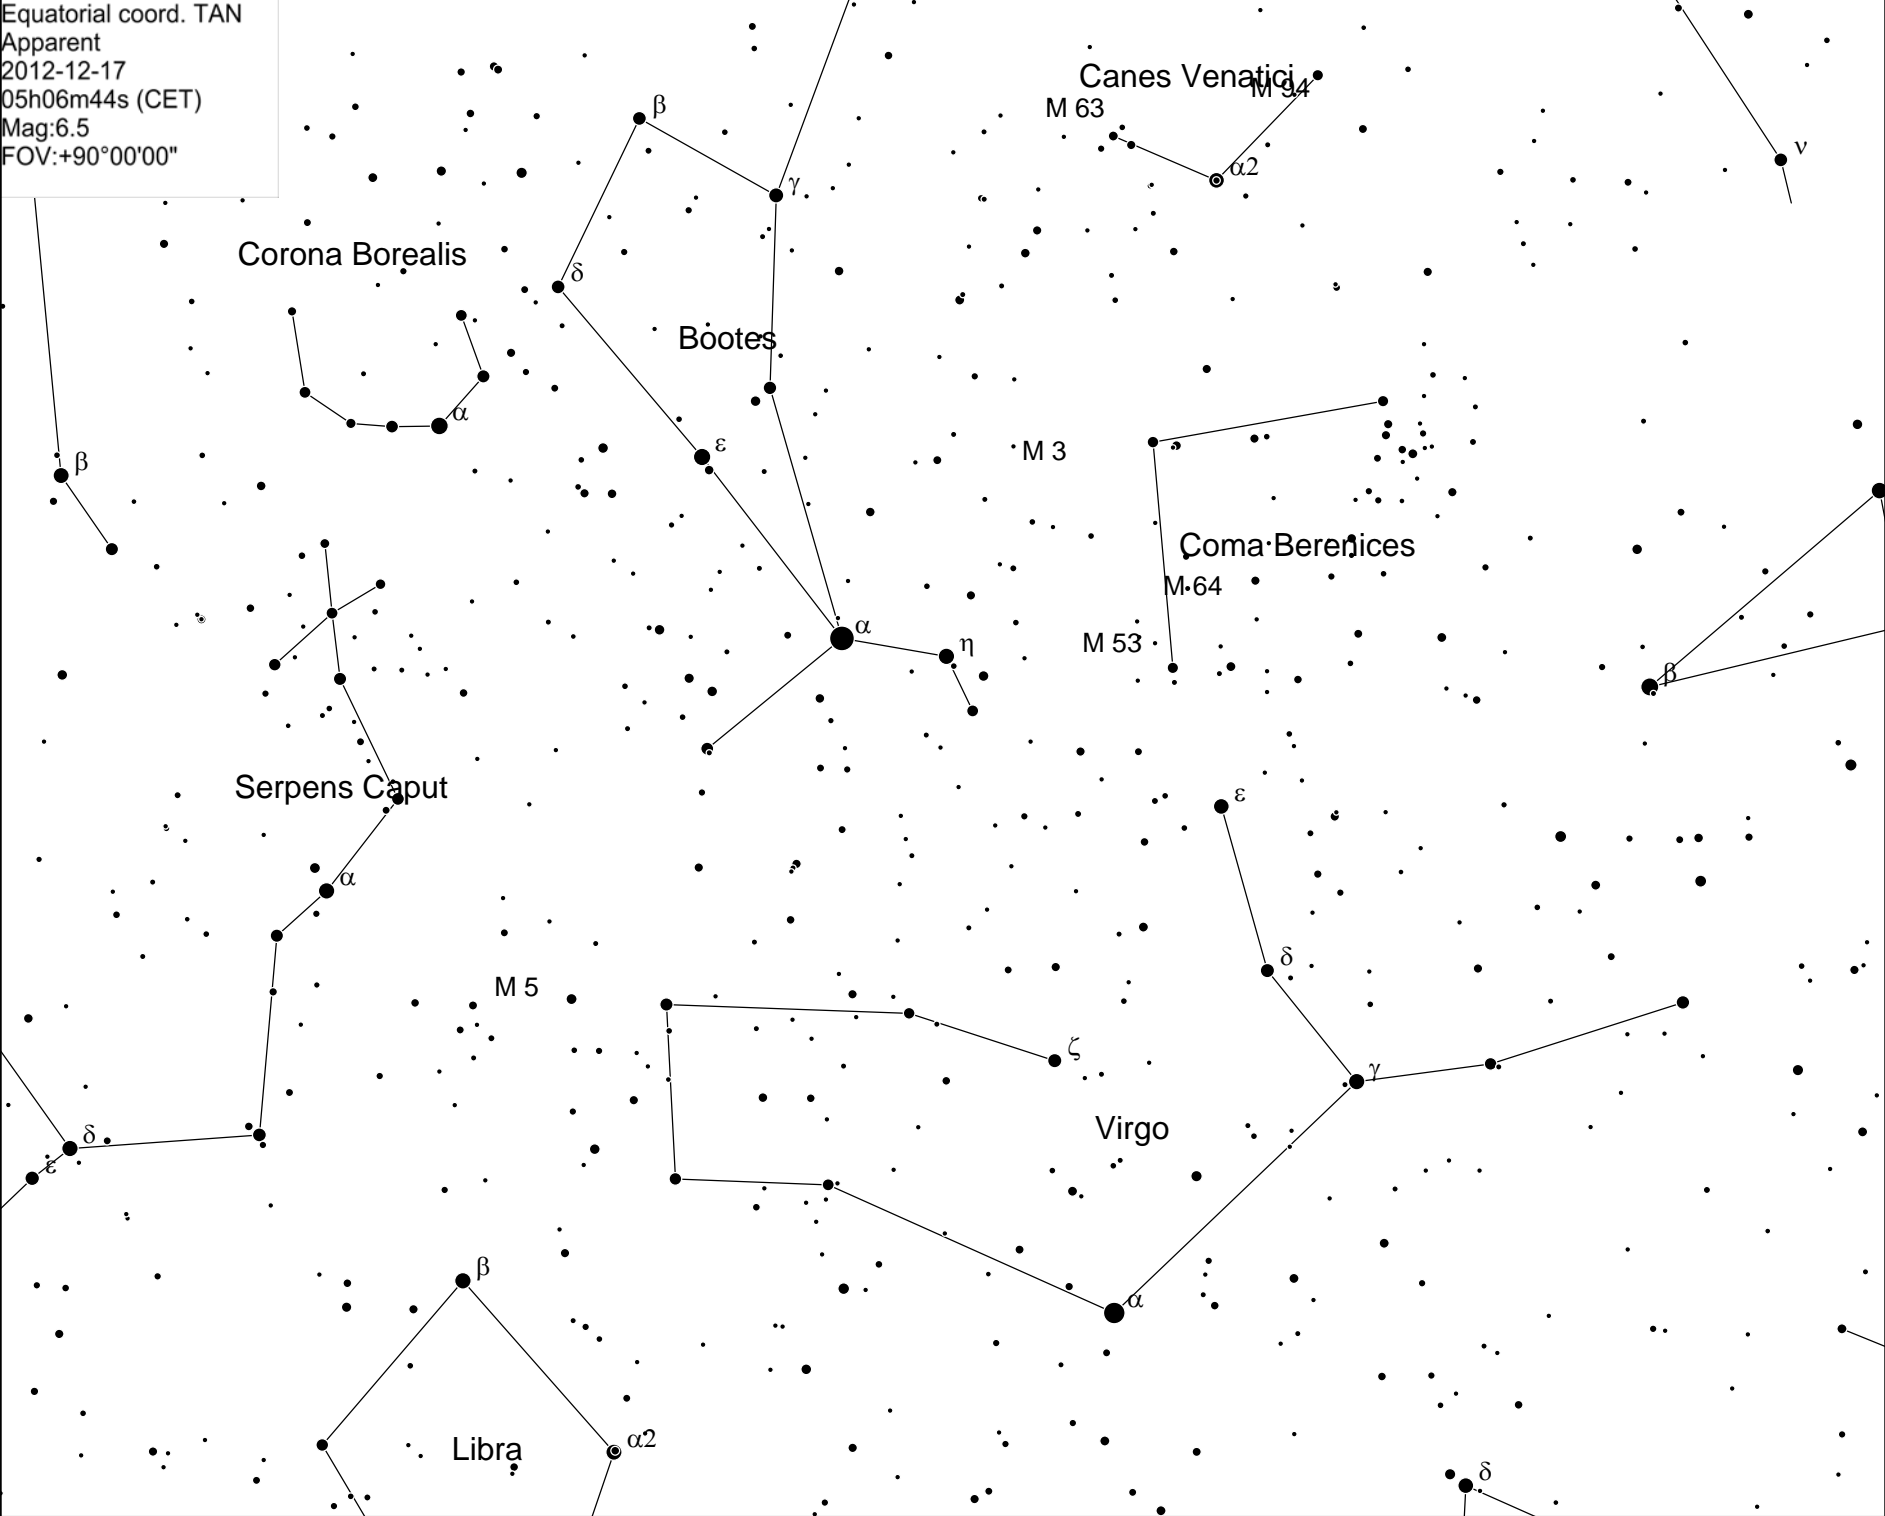 Equatorial coord. TAN
Apparent
2012-12-17
05h06m44s (CET)
Mag:6.5
FOV:+90°00'00"
Canes Venatici
M 94
M 63
β
α2
ν
γ
Corona Borealis
δ
Bootes
α
ε
β
M 3
Coma Berenices
M 64
α
η
M 53
β
Serpens Caput
ε
α
δ
M 5
ζ
γ
Virgo
δ
ε
β
α
α2
Libra
δ